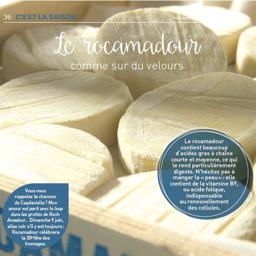 36 C'EST LA SAISON
Le rocamadour
comme sur du velours
Le rocamadour
contient beaucoup
d'acides gras à chaîne
courte et moyenne, ce qui
le rend particulièrement
digeste. N'hésitez pas à
manger la « peau » : elle
contient de la vitamine B9,
ou acide folique,
indispensable
au renouvellement
des cellules.
Vous vous
rappelez la chanson
de Capdevielle ? Mon
amour est parti avec le loup
dans les grottes de Rock-
Amadour... Dimanche 9 juin,
allez voir s'il y est toujours :
Rocamadour célèbre
la 30e fête des
fromages.